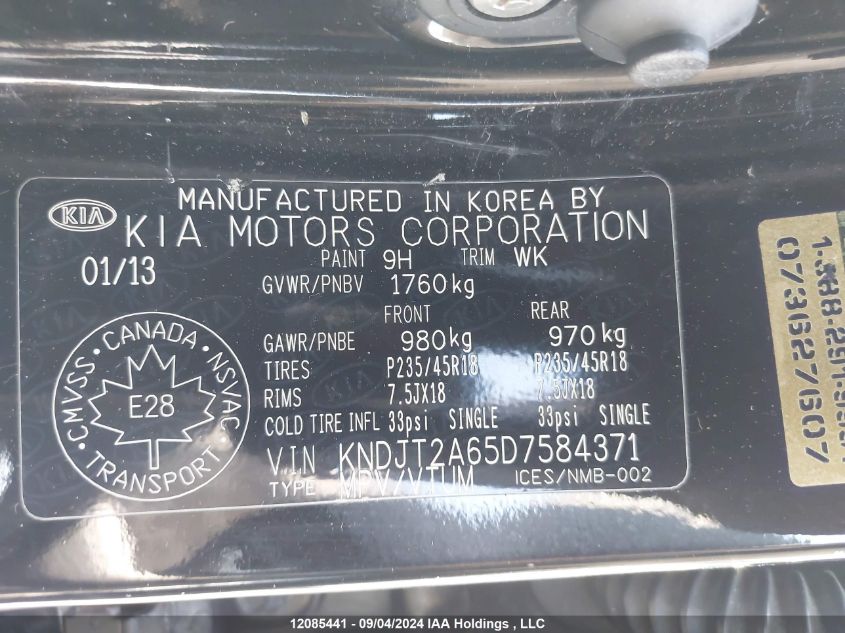 MANUFACTURED IN KOREA BY
KIA
KIA MOTORS CORPORATION
01/13
PAINT 9H TRIM WK
GVWR/PNBV 1760kg
FRONT REAR
GAWR/PNBE 980kg 970kg
TIRES P235/45R18 P235/45R18
RIMS 7.5JX18 7.5JX18
COLD TIRE INFL 33psi SINGLE 33psi SINGLE
V.I.N KNDJT2A65D7584371
TYPE MPV/V.TUM ICES/NMB-002
CANADA
CMVSS NSVAC
E28
TRANSPORT
073627607
12085441 - 09/04/2024 IAA Holdings , LLC